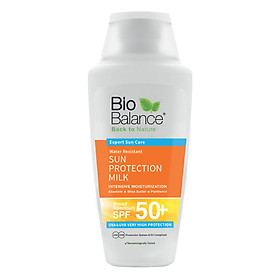 Bio
Balance®
Back to Nature®
Expert Sun Care
Water Resistant
SUN
PROTECTION
MILK
INTENSIVE MOISTURIZATION
SPF 50+
UVA+UVB VERY HIGH PROTECTION
Dermatologically Tested